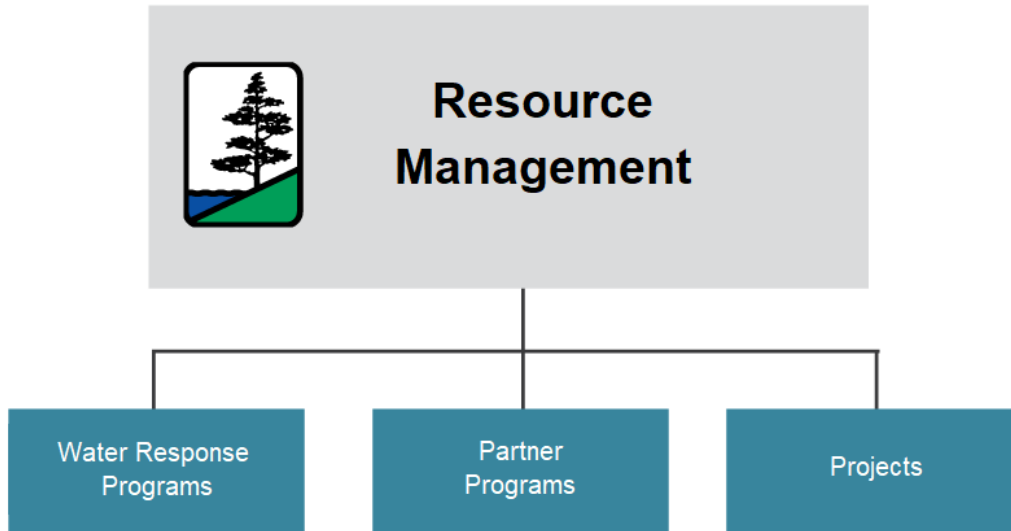 Resource
Management
Water Response
Programs
Partner
Programs
Projects